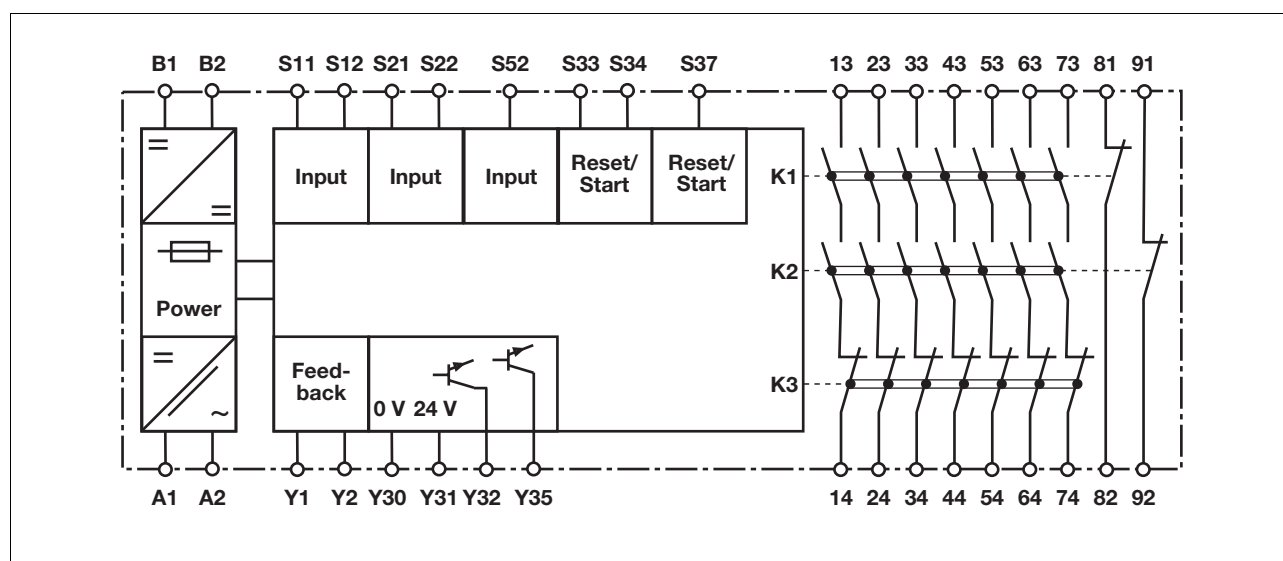 B1 B2 S11 S12 S21 S22 S52 S33 S34 S37 13 23 33 43 53 63 73 81 91
Input Input Input Reset/ Reset/
Start Start
K1
K2
Power
Feed-
back
0 V 24 V
K3
A1 A2 Y1 Y2 Y30 Y31 Y32 Y35 14 24 34 44 54 64 74 82 92